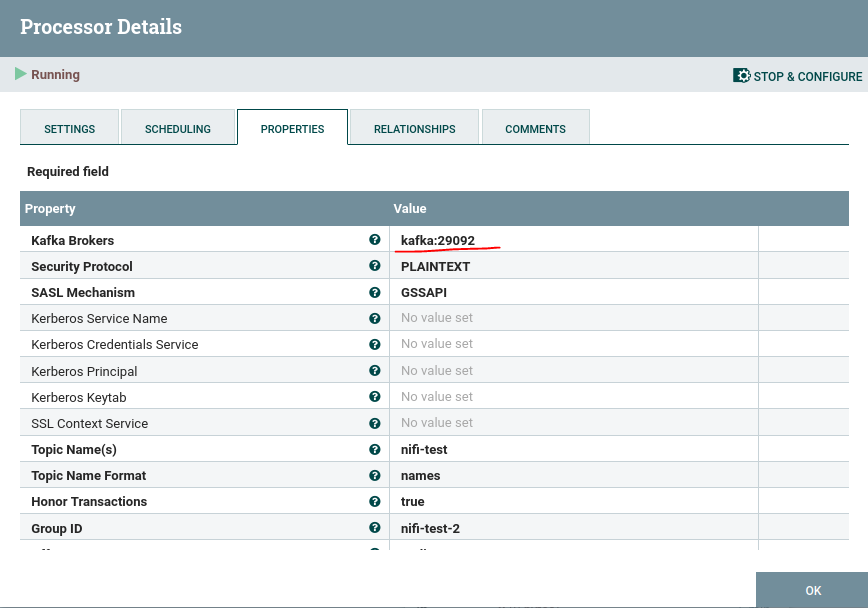 Processor Details
Running
STOP & CONFIGURE
SETTINGS SCHEDULING PROPERTIES RELATIONSHIPS COMMENTS
Required field
Property Value
Kafka Brokers kafka:29092
Security Protocol PLAINTEXT
SASL Mechanism GSSAPI
Kerberos Service Name No value set
Kerberos Credentials Service No value set
Kerberos Principal No value set
Kerberos Keytab No value set
SSL Context Service No value set
Topic Name(s) nifi-test
Topic Name Format names
Honor Transactions true
Group ID nifi-test-2
OK